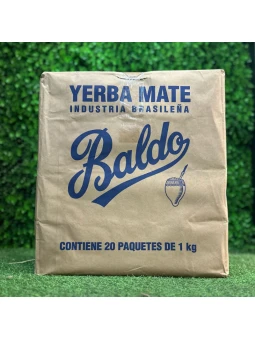 YERBA MATE
INDUSTRIA BRASILEÑA
Baldo
CONTIENE 20 PAQUETES DE 1 kg